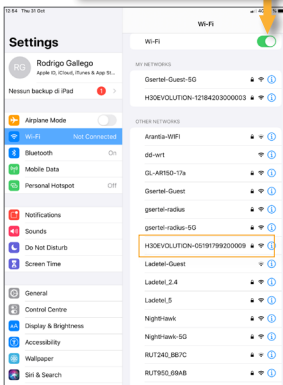 12:54 Thu 31 Oct
40
Settings
RG
Rodrigo Gallego
Apple ID, iCloud, iTunes & App St...
Nessun backup di iPad 1
Airplane Mode
Wi-Fi Not Connected
Bluetooth On
Mobile Data
Personal Hotspot Off
Notifications
Sounds
Do Not Disturb
Screen Time
General
Control Centre
AA Display & Brightness
Accessibility
Wallpaper
Siri & Search
Wi-Fi
Wi-Fi
MY NETWORKS
Gsertel-Guest-5G
H30EVOLUTION-12184203000003
OTHER NETWORKS
Arantia-WIFI
dd-wrt
GL-AR150-17a
Gsertel-Guest
gsertel-radius
gsertel-radius-5G
H30EVOLUTION-05191799200009
Ladetel-Guest
Ladetel_2.4
Ladetel_5
NightHawk
NightHawk-5G
RUT240_BB7C
RUT950_69AB